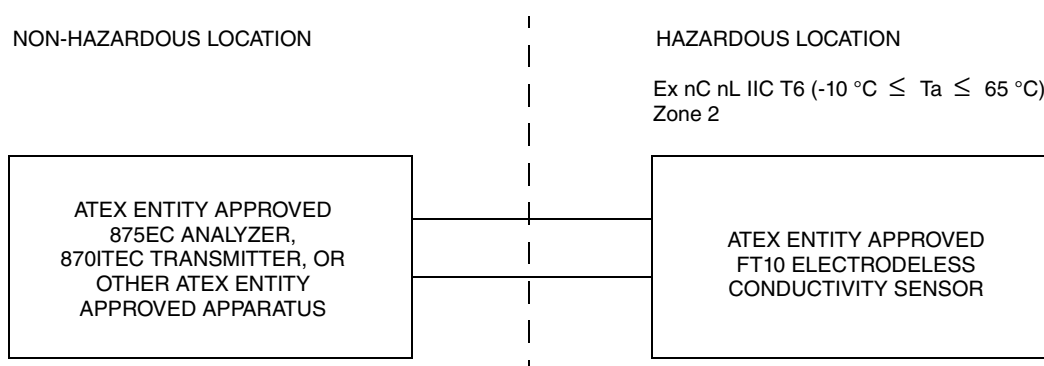 NON-HAZARDOUS LOCATION
HAZARDOUS LOCATION
Ex nC nL IIC T6 (-10 °C ≤ Ta ≤ 65 °C)
Zone 2
ATEX ENTITY APPROVED
875EC ANALYZER,
870ITEC TRANSMITTER, OR
OTHER ATEX ENTITY
APPROVED APPARATUS
ATEX ENTITY APPROVED
FT10 ELECTRODELESS
CONDUCTIVITY SENSOR